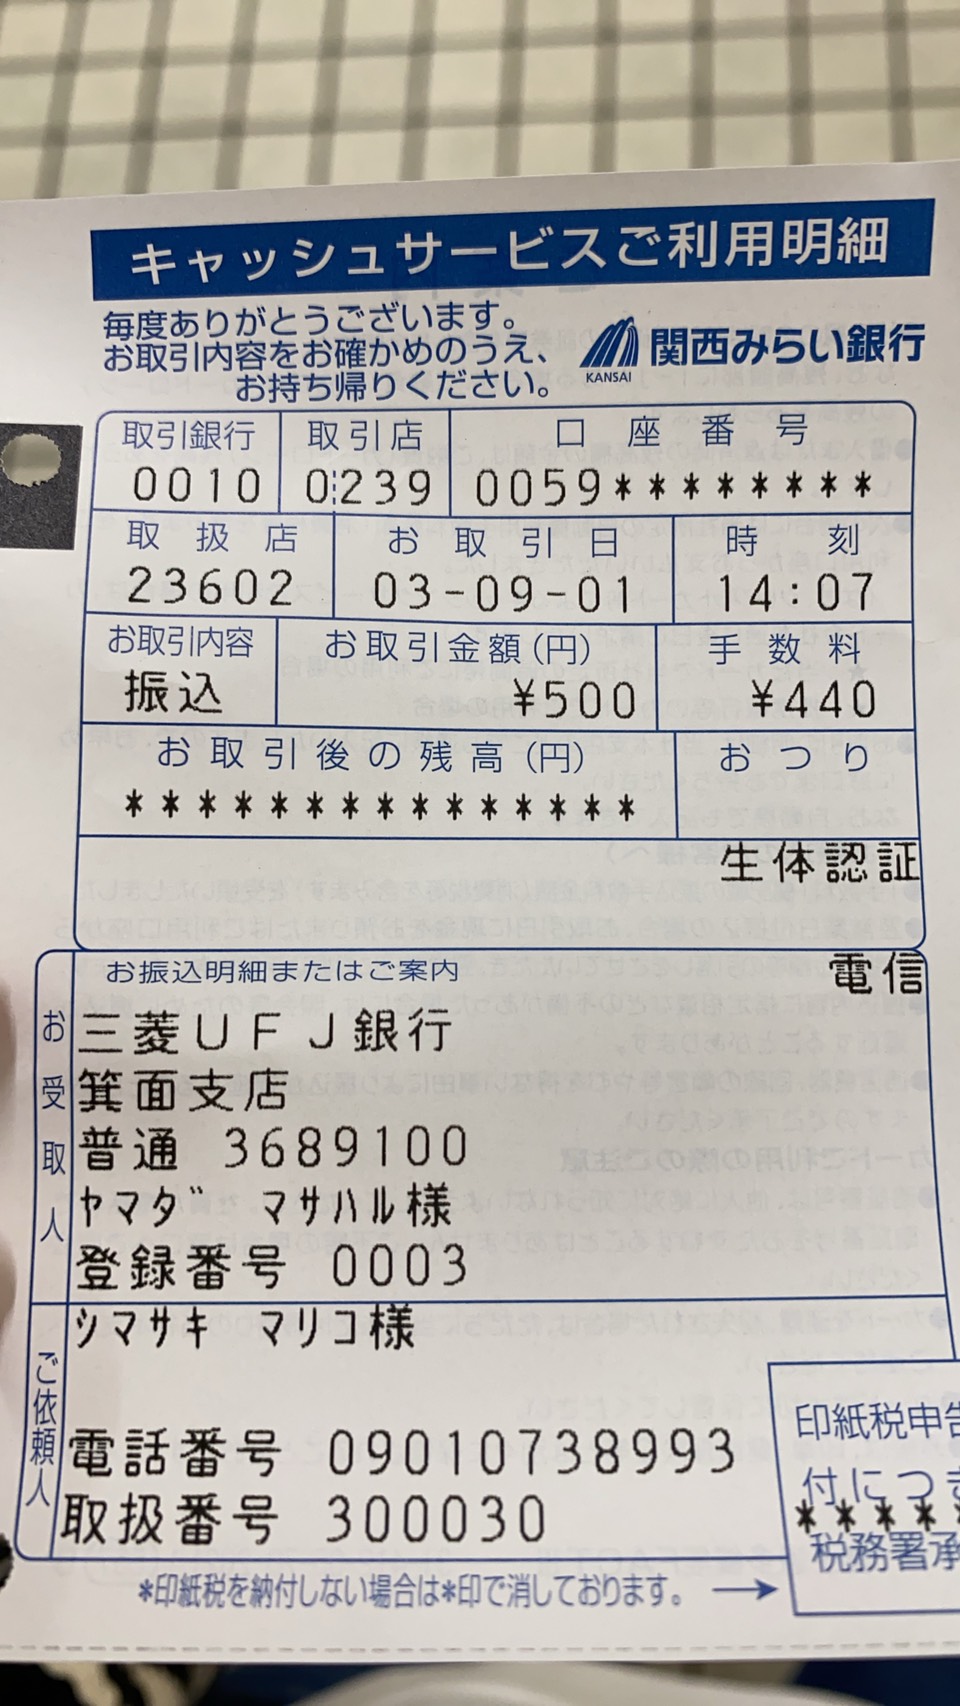 キャッシュサービスご利用明細
毎度ありがとうございます。
お取引内容をお確かめのうえ、
お持ち帰りください。
KANSAI 関西みらい銀行
取引銀行 取引店 口座番号
0010 0 239 0059********
取扱店 お取引日 時刻
23602 03-09-01 14:07
お取引内容 お取引金額(円) 手数料
振込 ¥500 ¥440
お取引後の残高(円) おつり
***************
生体認証
お振込明細またはご案内 電信
お受取人
三菱UFJ銀行
箕面支店
普通 3689100
ヤマダ マサハル様
登録番号 0003
ご依頼人
シマサキ マリコ様
電話番号 09010738993
取扱番号 300030
印紙税申告
付につき
*****
税務署承
*印紙税を納付しない場合は*印で消しております。→